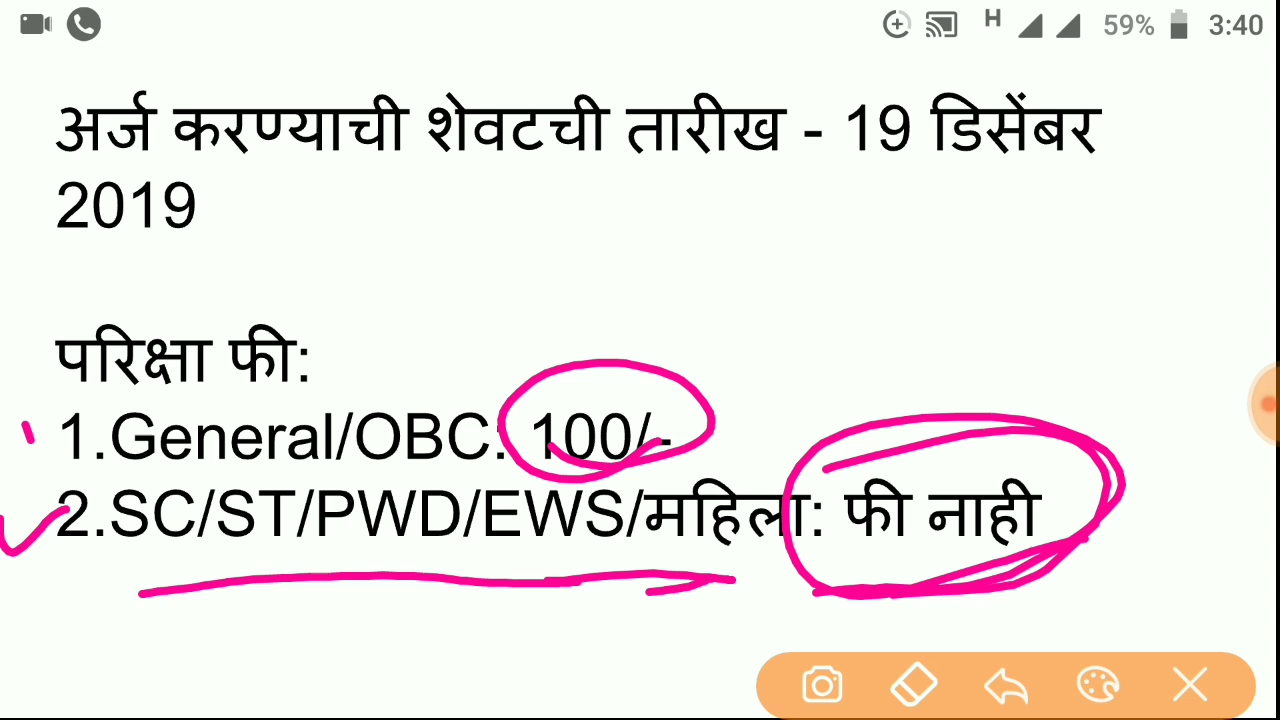 H 59% 3:40
अर्ज करण्याची शेवटची तारीख - 19 डिसेंबर
2019
परिक्षा फी:
1.General/OBC: 100/-
2.SC/ST/PWD/EWS/महिला: फी नाही